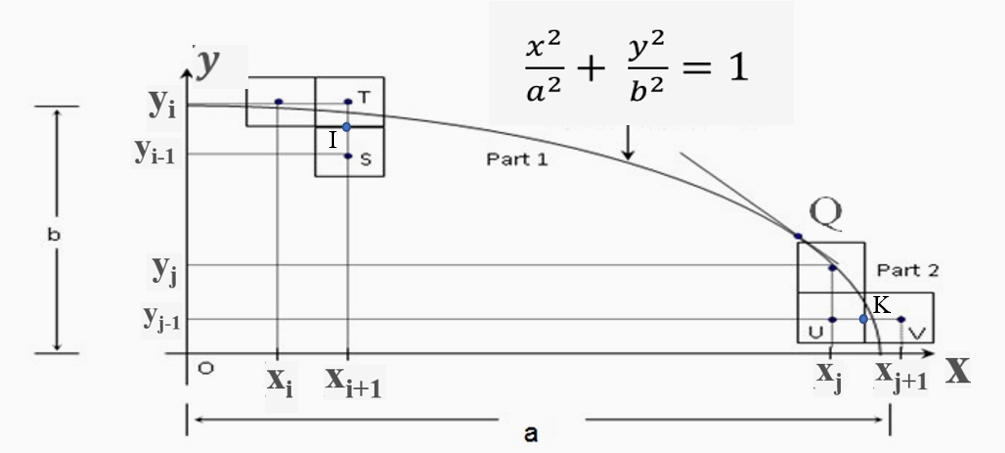 x²/a² + y²/b² = 1
y
yᵢ
T
I
yᵢ₋₁
S
Part 1
b
Q
yⱼ
Part 2
K
yⱼ₋₁
U
V
O
xᵢ
xᵢ₊₁
xⱼ
xⱼ₊₁
x
a